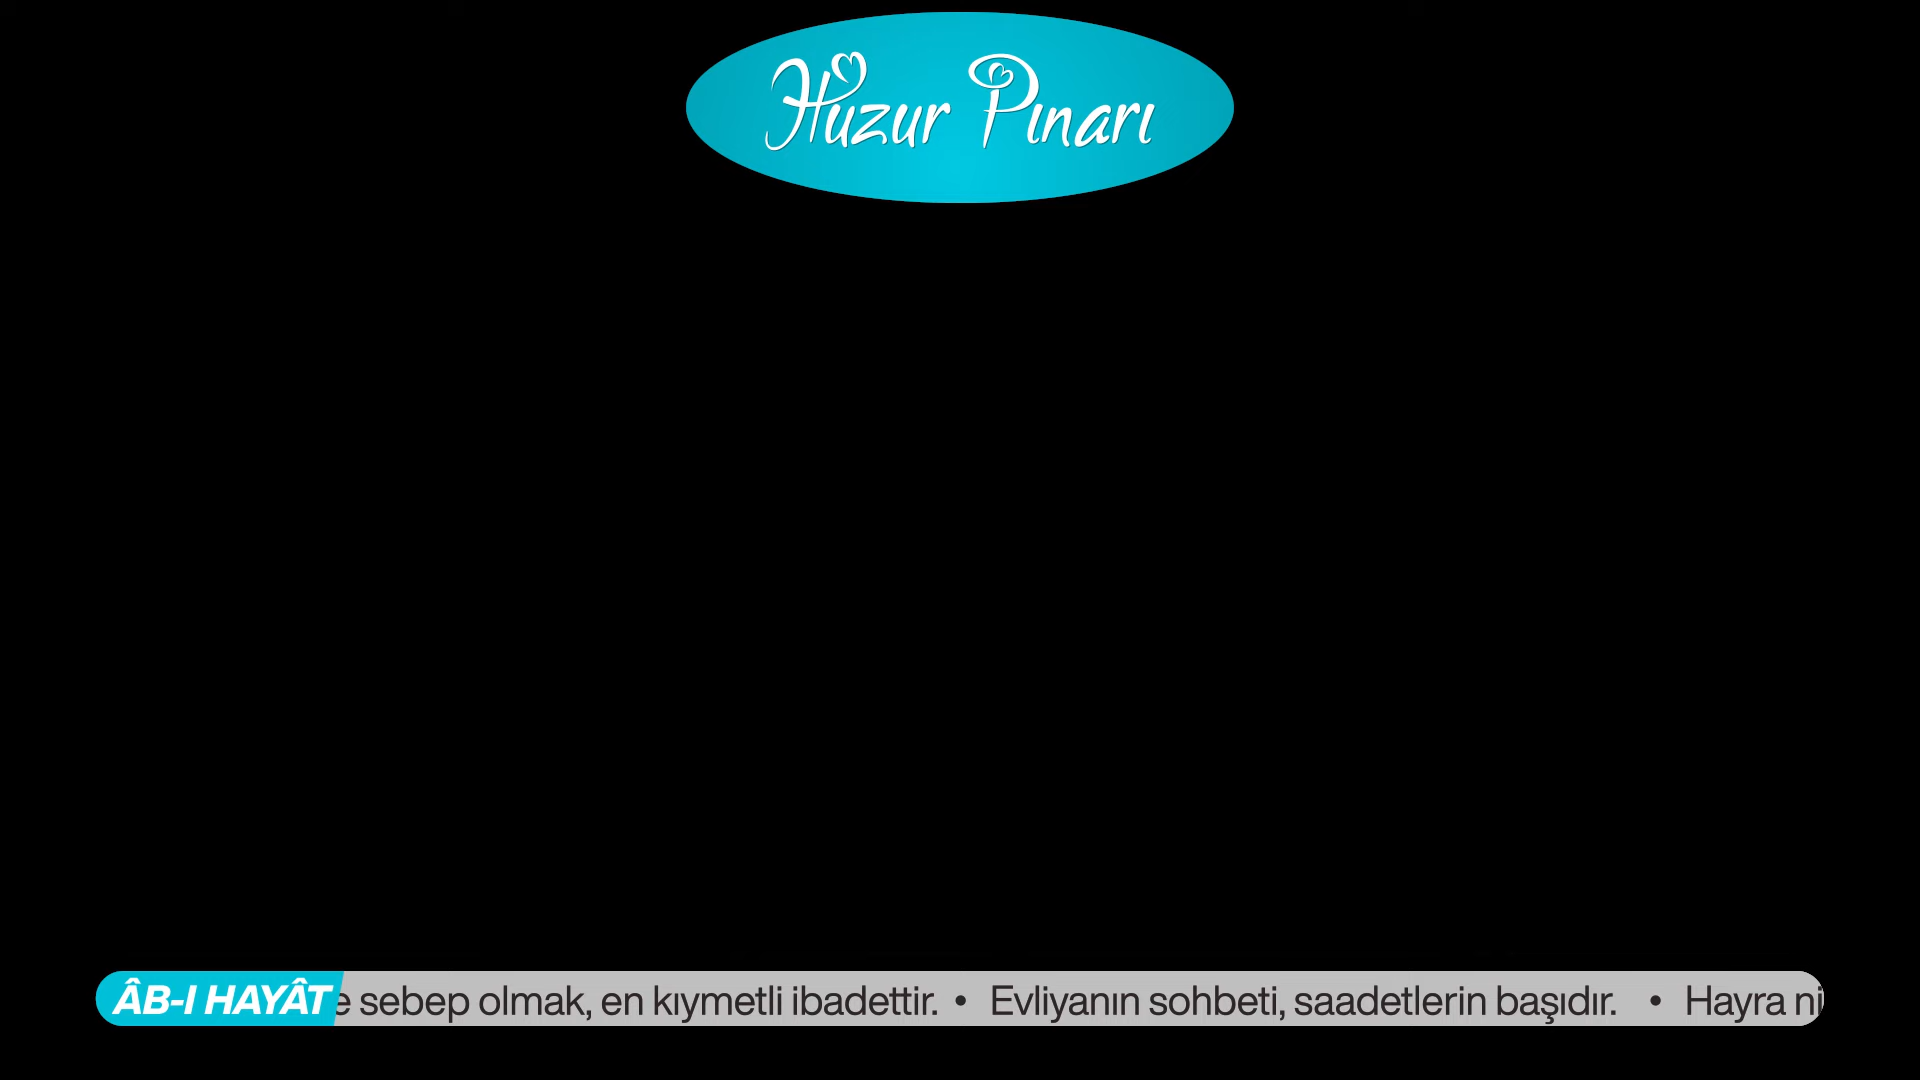 Huzur Pınarı
ÂB-I HAYÂT
sebep olmak, en kıymetli ibadettir. • Evliyanın sohbeti, saadetlerin başıdır. • Hayra